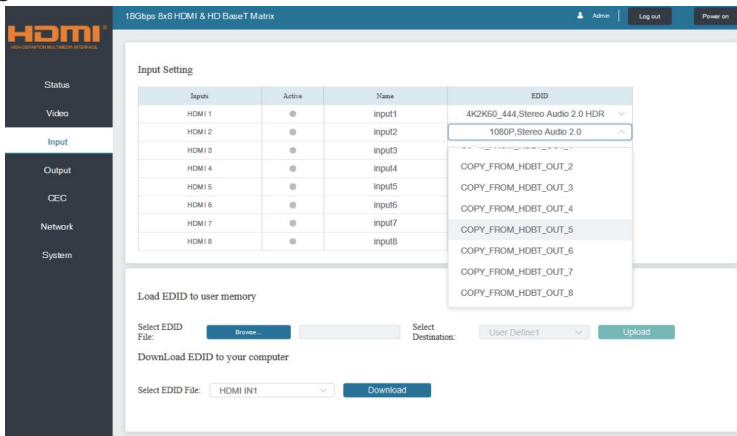 18Gbps 8x8 HDMI & HD BaseT Matrix
Admin
Log out
Power on
HDMI
HIGH-DEFINITION MULTIMEDIA INTERFACE
Status
Video
Input
Output
CEC
Network
System
Input Setting
Inputs Active Name EDID
HDMI 1 input1 4K2K60_444,Stereo Audio 2.0 HDR
HDMI 2 input2 1080P,Stereo Audio 2.0
HDMI 3 input3
HDMI 4 input4 COPY_FROM_HDBT_OUT_2
HDMI 5 input5 COPY_FROM_HDBT_OUT_3
HDMI 6 input6 COPY_FROM_HDBT_OUT_4
HDMI 7 input7 COPY_FROM_HDBT_OUT_5
HDMI 8 input8 COPY_FROM_HDBT_OUT_6
COPY_FROM_HDBT_OUT_7
COPY_FROM_HDBT_OUT_8
Load EDID to user memory
Select EDID
File:
Browse...
Select
Destination:
User Define1
Upload
DownLoad EDID to your computer
Select EDID File: HDMI IN1 Download